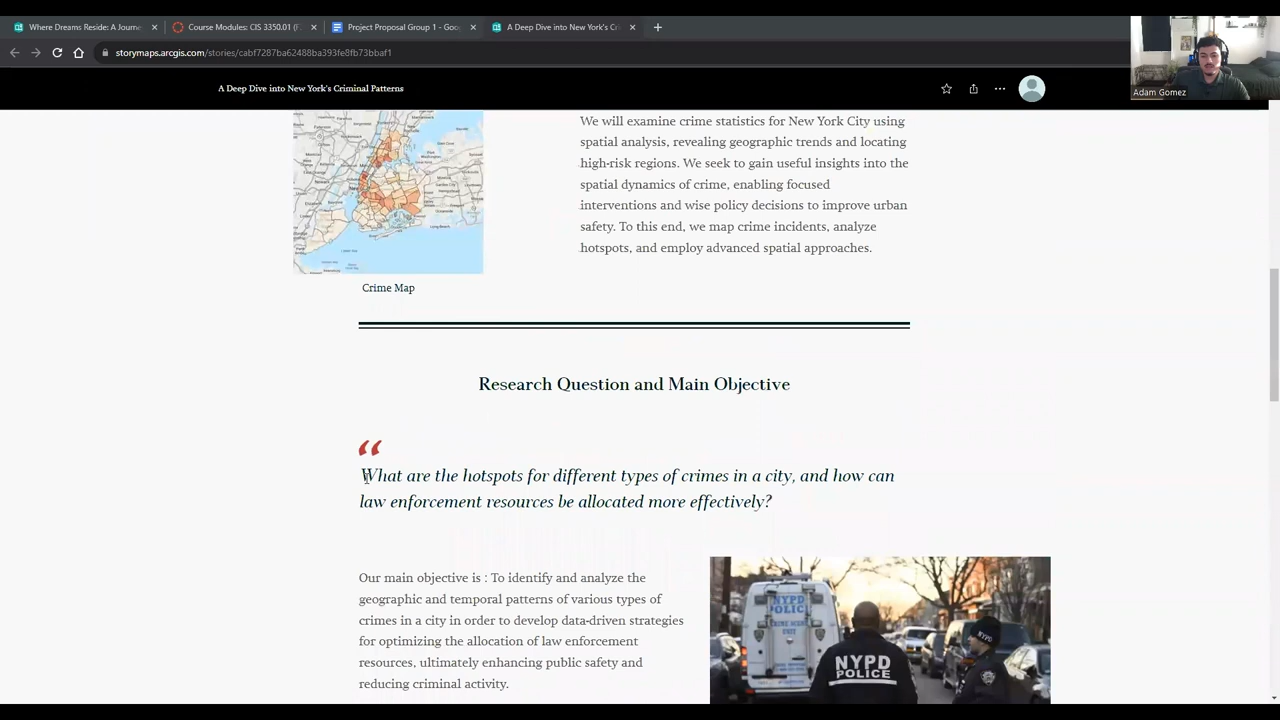 Where Dreams Reside: A Journe
Course Modules: CIS 3350.01 (F
Project Proposal Group 1 - Goo
A Deep Dive into New York's Cri
storymaps.arcgis.com/stories/cabf7287ba62488ba393fe8fb73bbaf1
Adam Gomez
A Deep Dive into New York's Criminal Patterns
We will examine crime statistics for New York City using
spatial analysis, revealing geographic trends and locating
high-risk regions. We seek to gain useful insights into the
spatial dynamics of crime, enabling focused
interventions and wise policy decisions to improve urban
safety. To this end, we map crime incidents, analyze
hotspots, and employ advanced spatial approaches.
Crime Map
Research Question and Main Objective
“
What are the hotspots for different types of crimes in a city, and how can
law enforcement resources be allocated more effectively?
Our main objective is : To identify and analyze the
geographic and temporal patterns of various types of
crimes in a city in order to develop data-driven strategies
for optimizing the allocation of law enforcement
resources, ultimately enhancing public safety and
reducing criminal activity.
NYPD
POLICE
NYPD
NYPD
POLICE